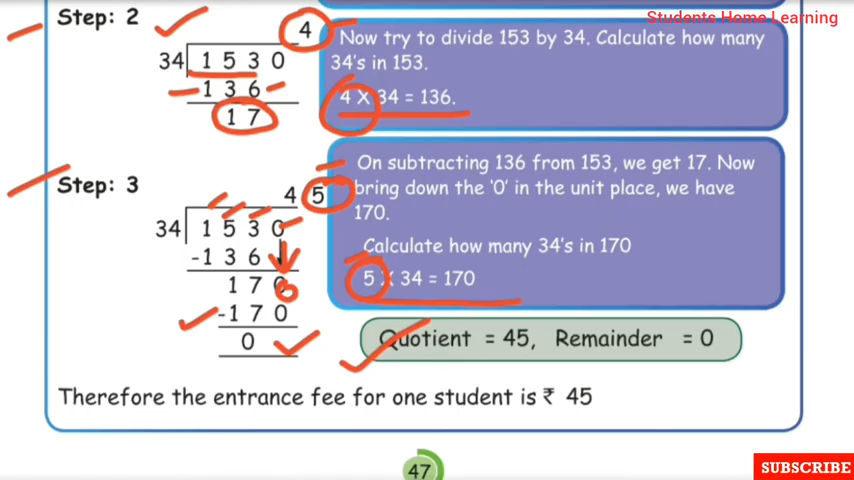 Students Home Learning
Step: 2
4
34 1 5 3 0
-1 3 6
1 7
Now try to divide 153 by 34. Calculate how many
34's in 153.
4 X 34 = 136.
Step: 3
4 5
34 1 5 3 0
-1 3 6
1 7 0
-1 7 0
0
On subtracting 136 from 153, we get 17. Now
bring down the '0' in the unit place, we have
170.
Calculate how many 34's in 170
5 X 34 = 170
Quotient = 45, Remainder = 0
Therefore the entrance fee for one student is ₹ 45
47
SUBSCRIBE